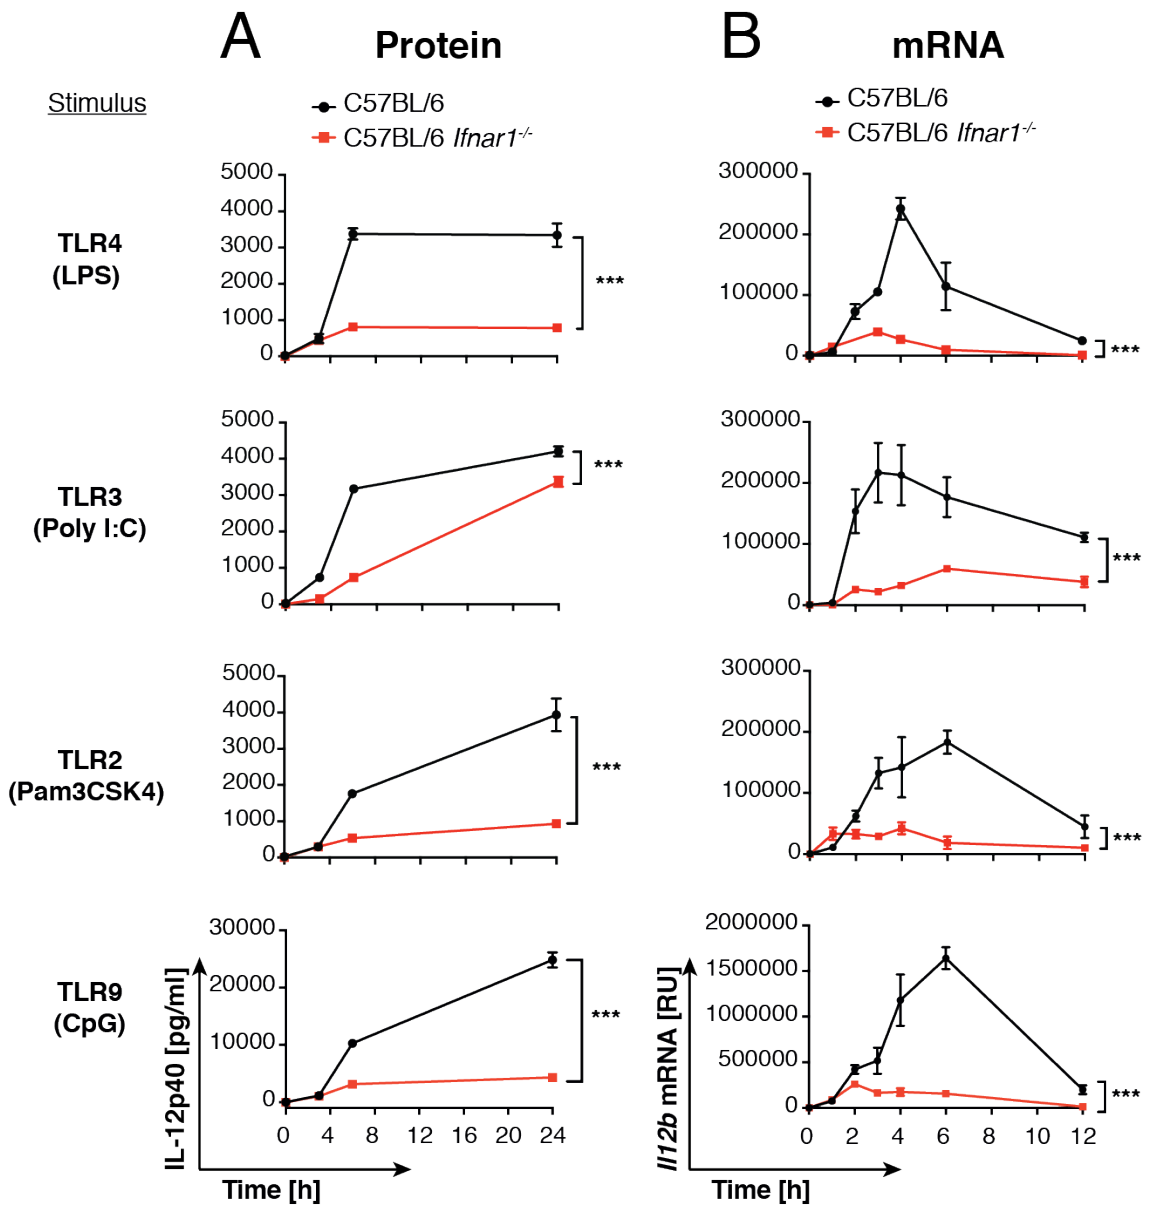 A Protein
B mRNA
Stimulus
C57BL/6
C57BL/6 Ifnar1-/-
C57BL/6
C57BL/6 Ifnar1-/-
TLR4
(LPS)
5000
4000
3000
2000
1000
0
***
300000
200000
100000
0
***
TLR3
(Poly I:C)
5000
4000
3000
2000
1000
0
***
300000
200000
100000
0
***
TLR2
(Pam3CSK4)
5000
4000
3000
2000
1000
0
***
300000
200000
100000
0
***
TLR9
(CpG)
IL-12p40 [pg/ml]
30000
20000
10000
0
***
0 4 8 12 16 20 24
Time [h]
Il12b mRNA [RU]
2000000
1500000
1000000
500000
0
***
0 2 4 6 8 10 12
Time [h]